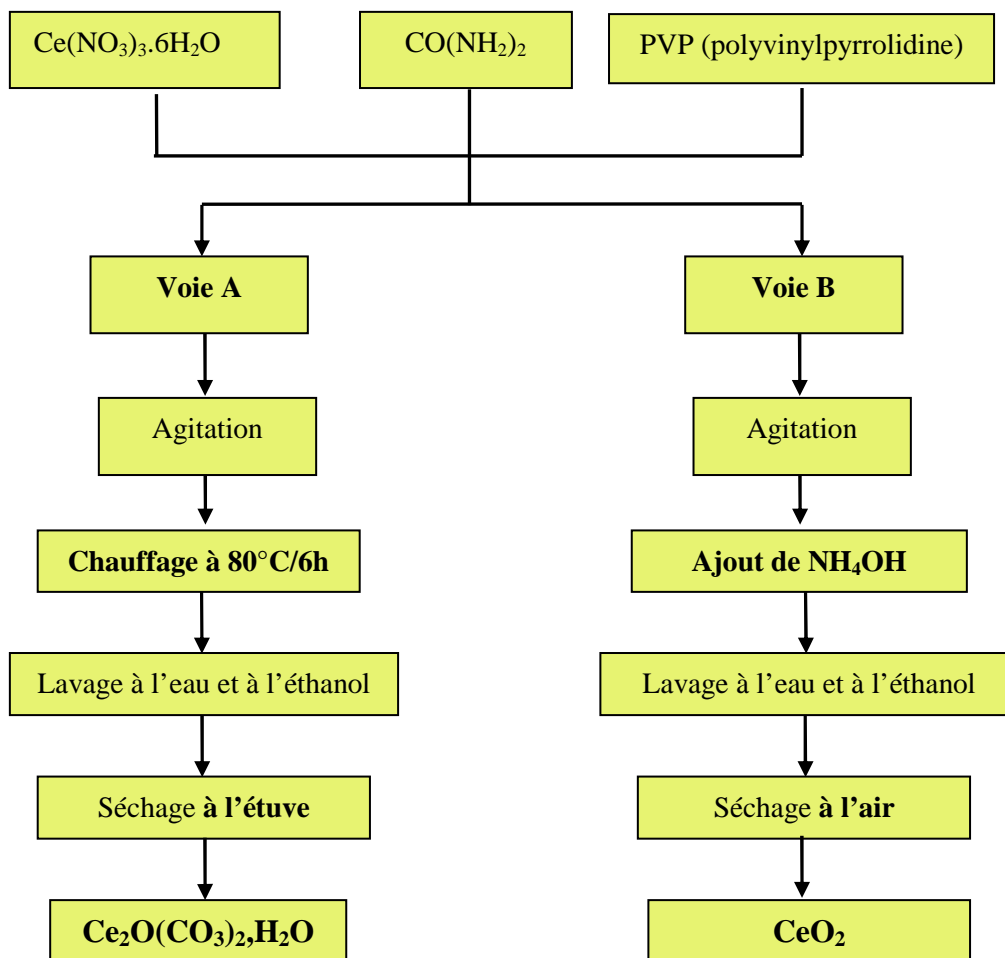 Ce(NO₃)₃.6H₂O
CO(NH₂)₂
PVP (polyvinylpyrrolidine)
Voie A
Voie B
Agitation
Agitation
Chauffage à 80°C/6h
Ajout de NH₄OH
Lavage à l’eau et à l’éthanol
Lavage à l’eau et à l’éthanol
Séchage à l’étuve
Séchage à l’air
Ce₂O(CO₃)₂,H₂O
CeO₂